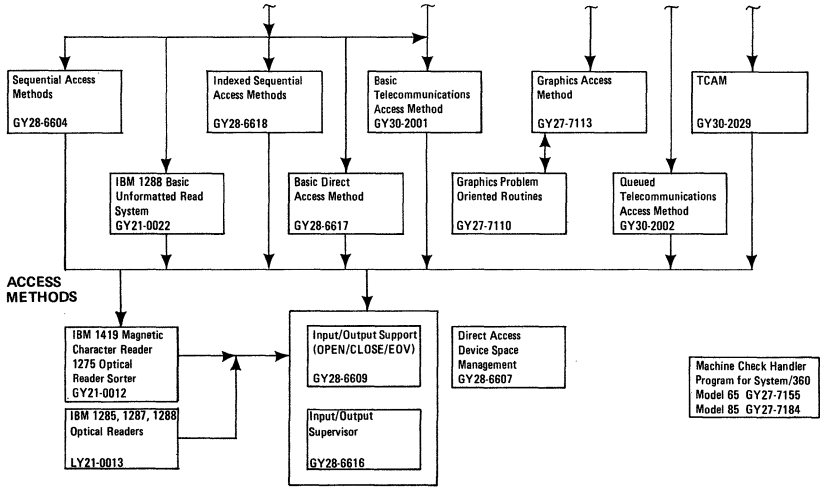 Sequential Access
Methods
GY28-6604
Indexed Sequential
Access Methods
GY28-6618
Basic
Telecommunications
Access Method
GY30-2001
Graphics Access
Method
GY27-7113
TCAM
GY30-2029
IBM 1288 Basic
Unformatted Read
System
GY21-0022
Basic Direct
Access Method
GY28-6617
Graphics Problem
Oriented Routines
GY27-7110
Queued
Telecommunications
Access Method
GY30-2002
ACCESS
METHODS
IBM 1419 Magnetic
Character Reader
1275 Optical
Reader Sorter
GY21-0012
Input/Output Support
(OPEN/CLOSE/EOV)
GY28-6609
Direct Access
Device Space
Management
GY28-6607
Machine Check Handler
Program for System/360
Model 65 GY27-7155
Model 85 GY27-7184
IBM 1285, 1287, 1288
Optical Readers
LY21-0013
Input/Output
Supervisor
GY28-6616